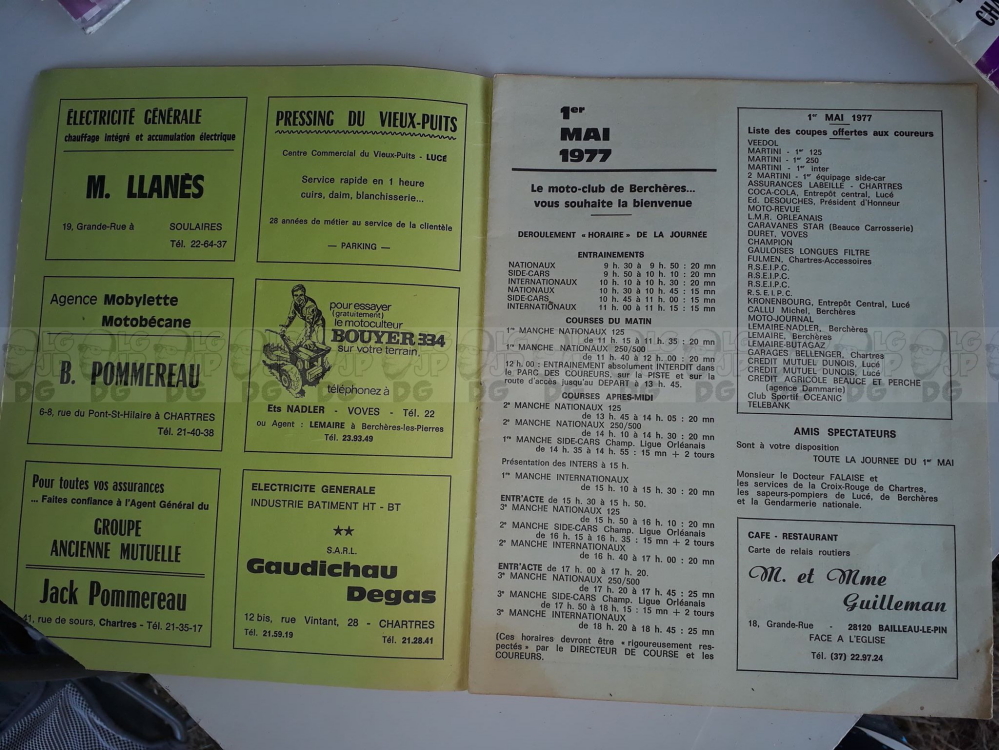 ÉLECTRICITÉ GÉNÉRALE
chauffage intégré et accumulation électrique
M. LLANÈS
19, Grande-Rue à SOULAIRES
Tél. 22-64-37
PRESSING DU VIEUX-PUITS
Centre Commercial du Vieux-Puits - LUCÉ
Service rapide en 1 heure
cuirs, daim, blanchisserie...
28 années de métier au service de la clientèle
— PARKING —
Agence Mobylette
Motobécane
B. POMMEREAU
6-8, rue du Pont-St-Hilaire à CHARTRES
Tél. 21-40-38
pour essayer
(gratuitement)
le motoculteur
BOUYER 334
sur votre terrain,
téléphonez à
Ets NADLER - VOVES - Tél. 22
ou Agent : LEMAIRE à Berchères-les-Pierres
Tél. 23.93.49
Pour toutes vos assurances
... Faites confiance à l'Agent Général du
GROUPE
ANCIENNE MUTUELLE
Jack Pommereau
41, rue de sours, Chartres - Tél. 21-35-17
ELECTRICITE GENERALE
INDUSTRIE BATIMENT HT - BT
★★
S.A.R.L.
Gaudichau
Degas
12 bis, rue Vintant, 28 - CHARTRES
Tél. 21.59.19 Tél. 21.28.41
1er
MAI
1977
Le moto-club de Berchères...
vous souhaite la bienvenue
DEROULEMENT « HORAIRE » DE LA JOURNÉE
ENTRAINEMENTS
NATIONAUX 9 h. 30 à 9 h. 50 : 20 mn
SIDE-CARS 9 h. 50 à 10 h. 10 : 20 mn
INTERNATIONAUX 10 h. 10 à 10 h. 30 : 20 mn
NATIONAUX 10 h. 30 à 10 h. 45 : 15 mn
SIDE-CARS 10 h. 45 à 11 h. 00 : 15 mn
INTERNATIONAUX 11 h. 00 à 11 h. 15 : 15 mn
COURSES DU MATIN
1re MANCHE NATIONAUX 125
de 11 h. 15 à 11 h. 35 : 20 mn
1re MANCHE NATIONAUX 250/500
de 11 h. 40 à 12 h. 00 : 20 mn
12 h. 00 : ENTRAINEMENT absolument INTERDIT dans
le PARC DES COUREURS, sur la PISTE et sur la
route d'accès jusqu'au DEPART à 13 h. 45.
COURSES APRES-MIDI
2e MANCHE NATIONAUX 125
de 13 h. 45 à 14 h. 05 : 20 mn
2e MANCHE NATIONAUX 250/500
de 14 h. 10 à 14 h. 30 : 20 mn
1re MANCHE SIDE-CARS Champ. Ligue Orléanais
de 14 h. 35 à 14 h. 55 : 15 mn + 2 tours
Présentation des INTERS à 15 h.
1re MANCHE INTERNATIONAUX
de 15 h. 10 à 15 h. 30 : 20 mn
ENTR'ACTE de 15 h. 30 à 15 h. 50.
3e MANCHE NATIONAUX 125
de 15 h. 50 à 16 h. 10 : 20 mn
2e MANCHE SIDE-CARS Champ. Ligue Orléanais
de 16 h. 15 à 16 h. 35 : 15 mn + 2 tours
2e MANCHE INTERNATIONAUX
de 16 h. 40 à 17 h. 00 : 20 mn
ENTR'ACTE de 17 h. 00 à 17 h. 20.
3e MANCHE NATIONAUX 250/500
de 17 h. 20 à 17 h. 45 : 25 mn
3e MANCHE SIDE-CARS Champ. Ligue Orléanais
de 17 h. 50 à 18 h. 15 : 15 mn + 2 tours
3e MANCHE INTERNATIONAUX
de 18 h. 20 à 18 h. 45 : 25 mn
(Ces horaires devront être « rigoureusement res-
pectés » par le DIRECTEUR DE COURSE et les
COUREURS.
1er MAI 1977
Liste des coupes offertes aux coureurs
VEEDOL
MARTINI - 1er 125
MARTINI - 1er 250
MARTINI - 1er inter
2 MARTINI - 1er équipage side-car
ASSURANCES LABEILLE - CHARTRES
COCA-COLA, Entrepôt central, Lucé
Ed. DESOUCHES, Président d'Honneur
MOTO-REVUE
L.M.R. ORLEANAIS
CARAVANES STAR (Beauce Carrosserie)
DURET, VOVES
CHAMPION
GAULOISES LONGUES FILTRE
FULMEN, Chartres-Accessoires
R.S.E.I.P.C.
R.S.E.I.P.C.
R.S.E.I.P.C.
R.S.E.I.P.C.
KRONENBOURG, Entrepôt Central, Lucé
CALLU Michel, Berchères
MOTO-JOURNAL
LEMAIRE-NADLER, Berchères
LEMAIRE, Berchères
LEMAIRE-BUTAGAZ
GARAGES BELLENGER, Chartres
CREDIT MUTUEL DUNOIS, Lucé
CREDIT MUTUEL DUNOIS, Lucé
CREDIT AGRICOLE BEAUCE ET PERCHE
(agence Dammarie)
Club Sportif OCEANIC
TELEBANK
AMIS SPECTATEURS
Sont à votre disposition
TOUTE LA JOURNEE DU 1er MAI
Monsieur le Docteur FALAISE et
les services de la Croix-Rouge de Chartres,
les sapeurs-pompiers de Lucé, de Berchères
et la Gendarmerie nationale.
CAFE - RESTAURANT
Carte de relais routiers
M. et Mme
Guilleman
18, Grande-Rue - 28120 BAILLEAU-LE-PIN
FACE A L'EGLISE
Tél. (37) 22.97.24